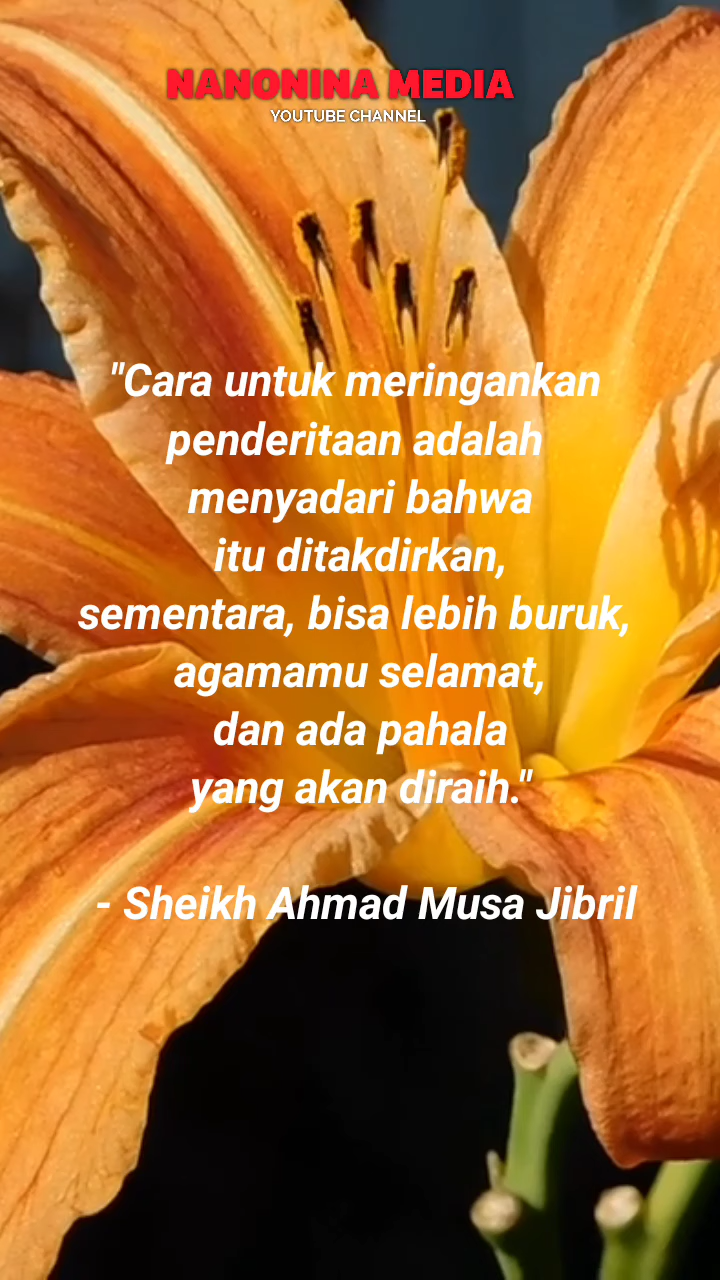 NANONINA MEDIA
YOUTUBE CHANNEL
"Cara untuk meringankan
penderitaan adalah
menyadari bahwa
itu ditakdirkan,
sementara, bisa lebih buruk,
agamamu selamat,
dan ada pahala
yang akan diraih."
- Sheikh Ahmad Musa Jibril